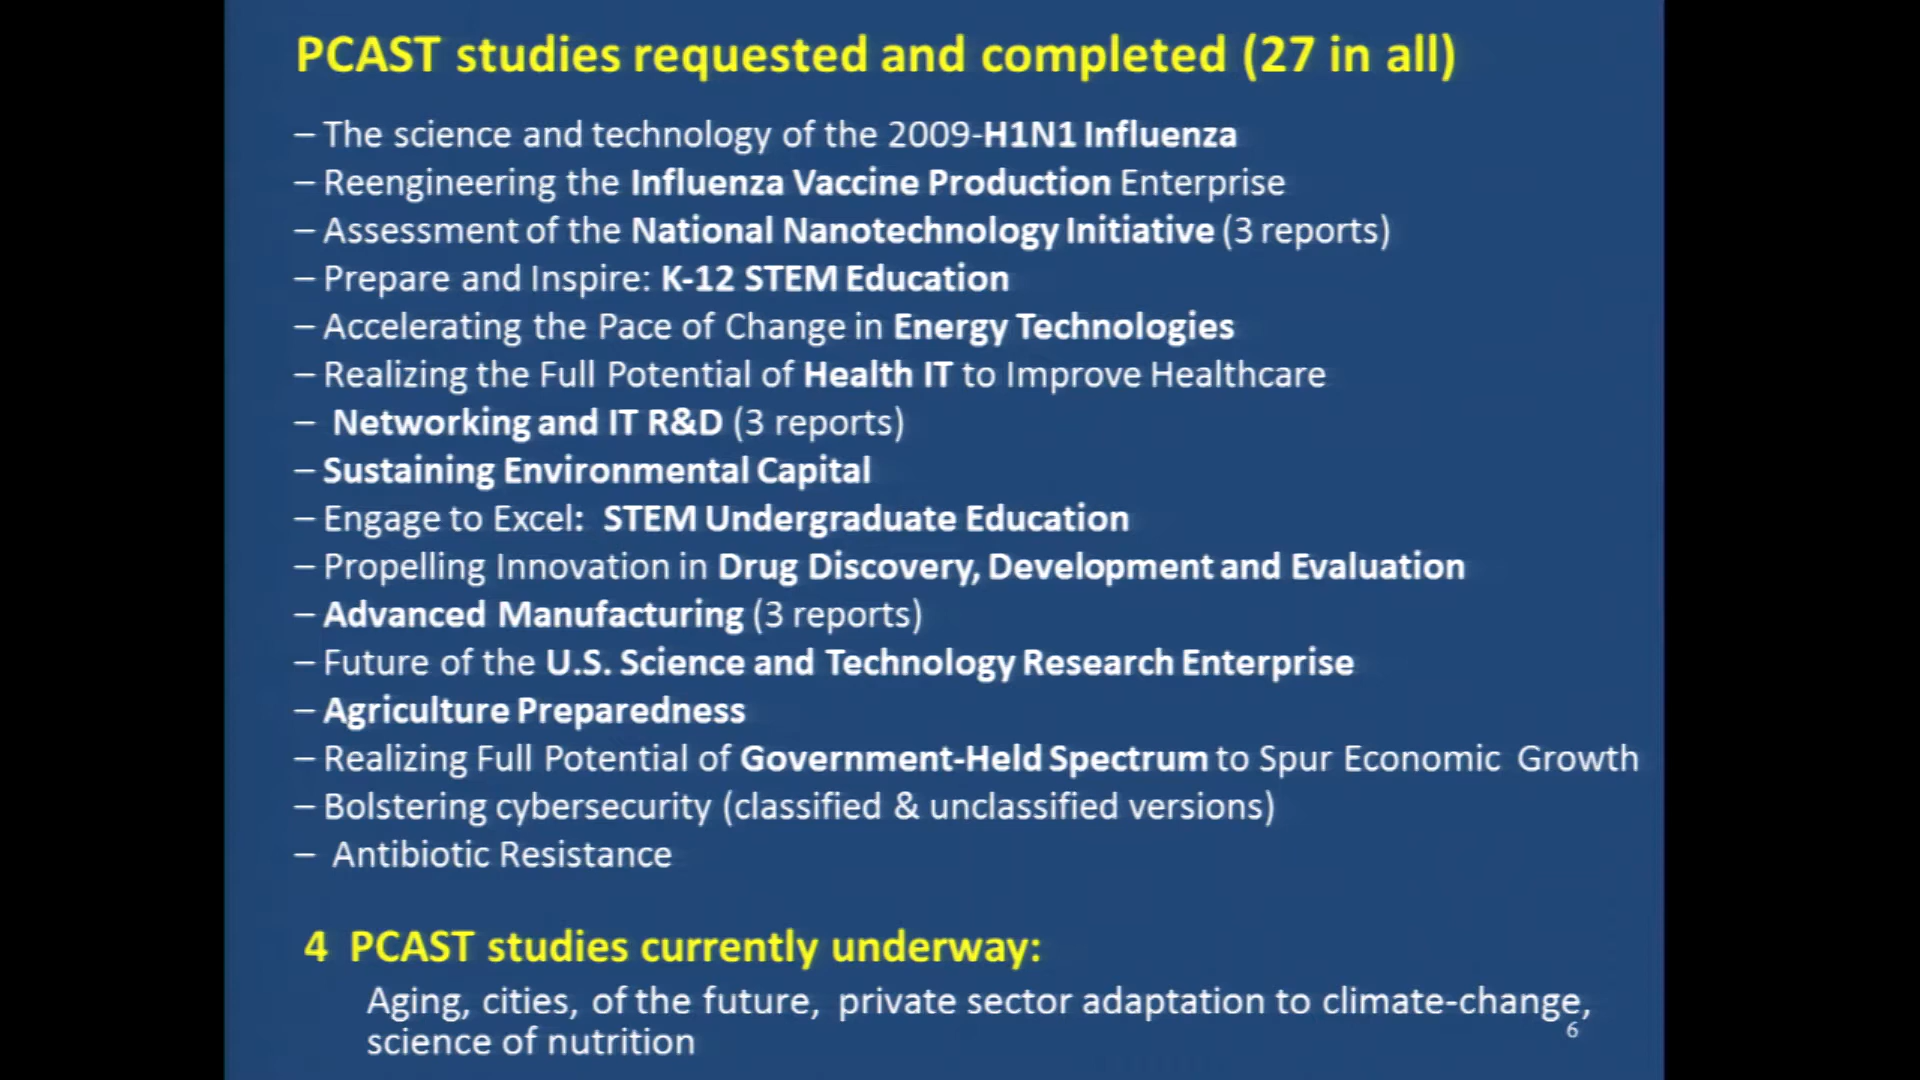 PCAST studies requested and completed (27 in all)
– The science and technology of the 2009-H1N1 Influenza
– Reengineering the Influenza Vaccine Production Enterprise
– Assessment of the National Nanotechnology Initiative (3 reports)
– Prepare and Inspire: K-12 STEM Education
– Accelerating the Pace of Change in Energy Technologies
– Realizing the Full Potential of Health IT to Improve Healthcare
– Networking and IT R&D (3 reports)
– Sustaining Environmental Capital
– Engage to Excel: STEM Undergraduate Education
– Propelling Innovation in Drug Discovery, Development and Evaluation
– Advanced Manufacturing (3 reports)
– Future of the U.S. Science and Technology Research Enterprise
– Agriculture Preparedness
– Realizing Full Potential of Government-Held Spectrum to Spur Economic Growth
– Bolstering cybersecurity (classified & unclassified versions)
– Antibiotic Resistance
4 PCAST studies currently underway:
Aging, cities, of the future, private sector adaptation to climate-change,
science of nutrition
6